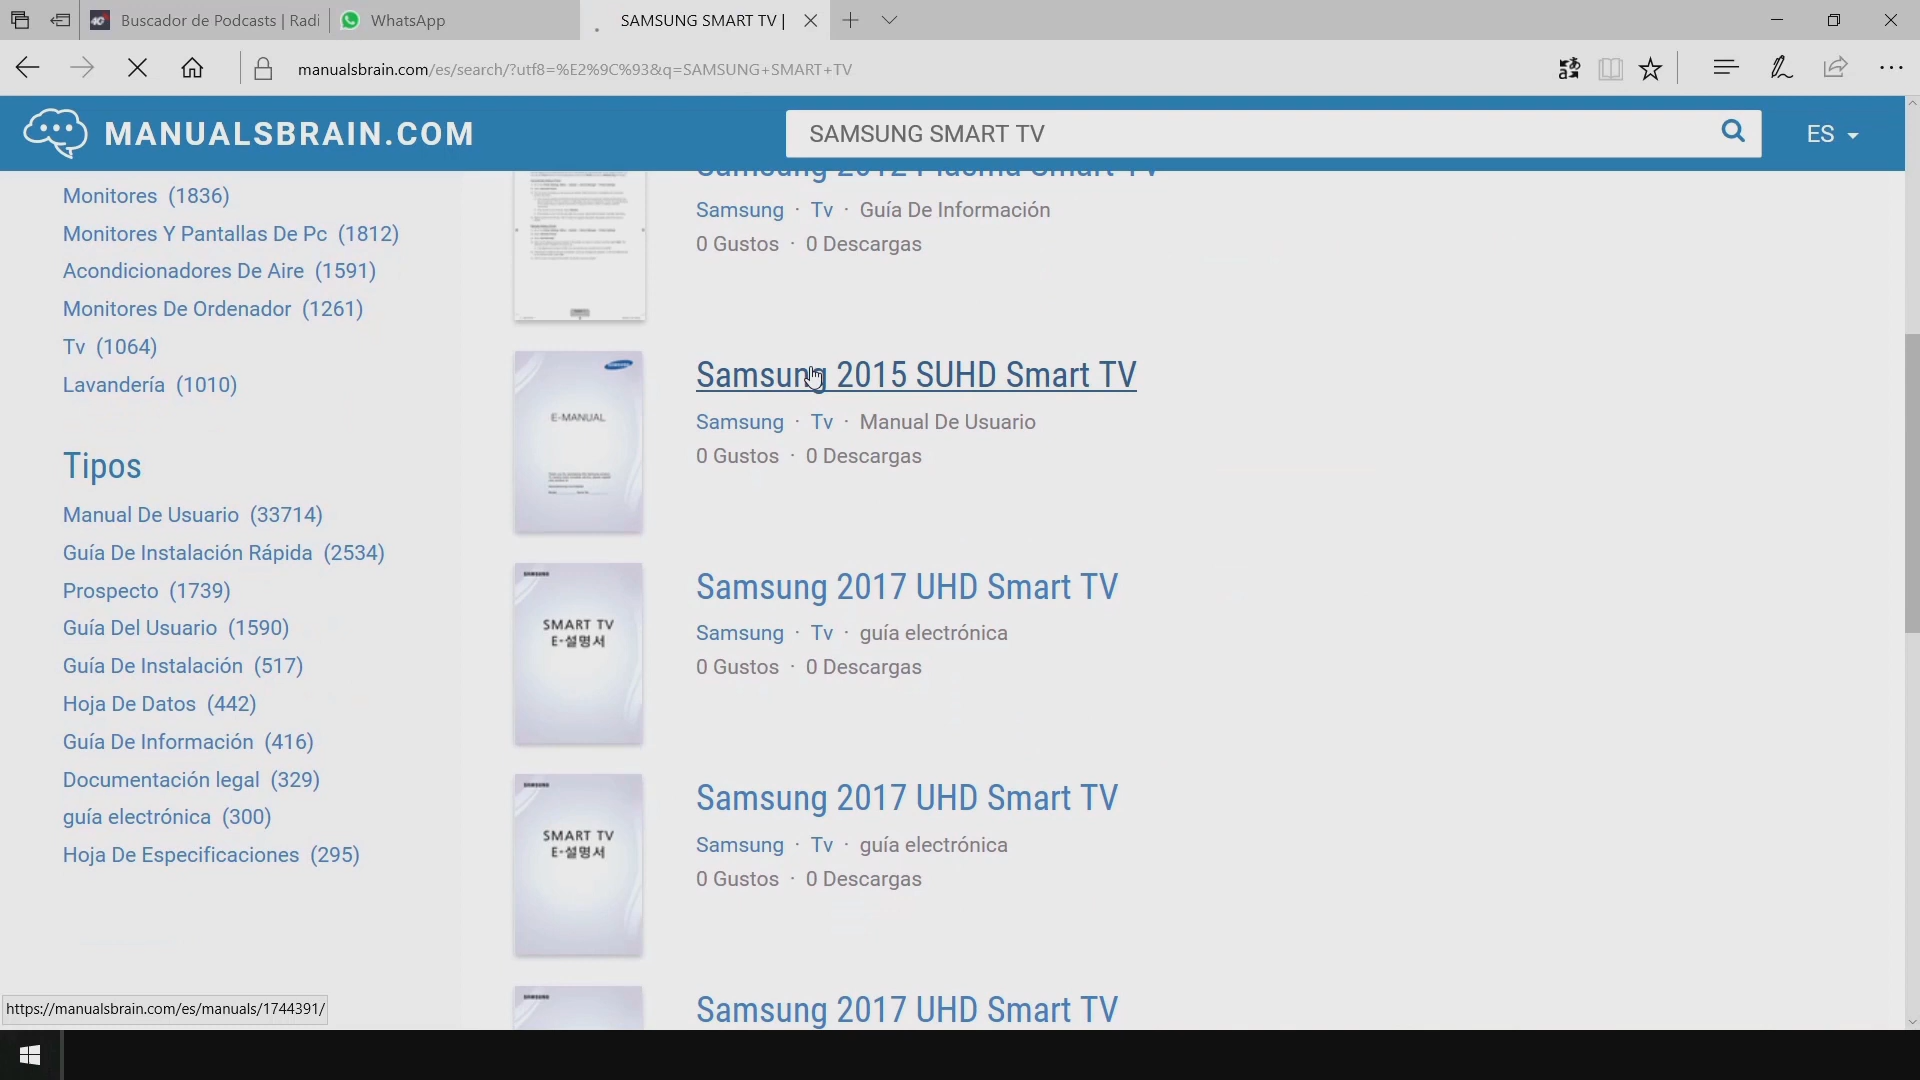 Buscador de Podcasts | Radi
WhatsApp
SAMSUNG SMART TV |
manualsbrain.com/es/search/?utf8=%E2%9C%93&q=SAMSUNG+SMART+TV
MANUALSBRAIN.COM
SAMSUNG SMART TV
ES
Monitores (1836)
Monitores Y Pantallas De Pc (1812)
Acondicionadores De Aire (1591)
Monitores De Ordenador (1261)
Tv (1064)
Lavandería (1010)
Tipos
Manual De Usuario (33714)
Guía De Instalación Rápida (2534)
Prospecto (1739)
Guía Del Usuario (1590)
Guía De Instalación (517)
Hoja De Datos (442)
Guía De Información (416)
Documentación legal (329)
guía electrónica (300)
Hoja De Especificaciones (295)
Samsung 2012 Plasma Smart TV
Samsung · Tv · Guía De Información
0 Gustos · 0 Descargas
E-MANUAL
Samsung 2015 SUHD Smart TV
Samsung · Tv · Manual De Usuario
0 Gustos · 0 Descargas
SAMSUNG
SMART TV
E-설명서
Samsung 2017 UHD Smart TV
Samsung · Tv · guía electrónica
0 Gustos · 0 Descargas
SAMSUNG
SMART TV
E-설명서
Samsung 2017 UHD Smart TV
Samsung · Tv · guía electrónica
0 Gustos · 0 Descargas
SAMSUNG
Samsung 2017 UHD Smart TV
https://manualsbrain.com/es/manuals/1744391/